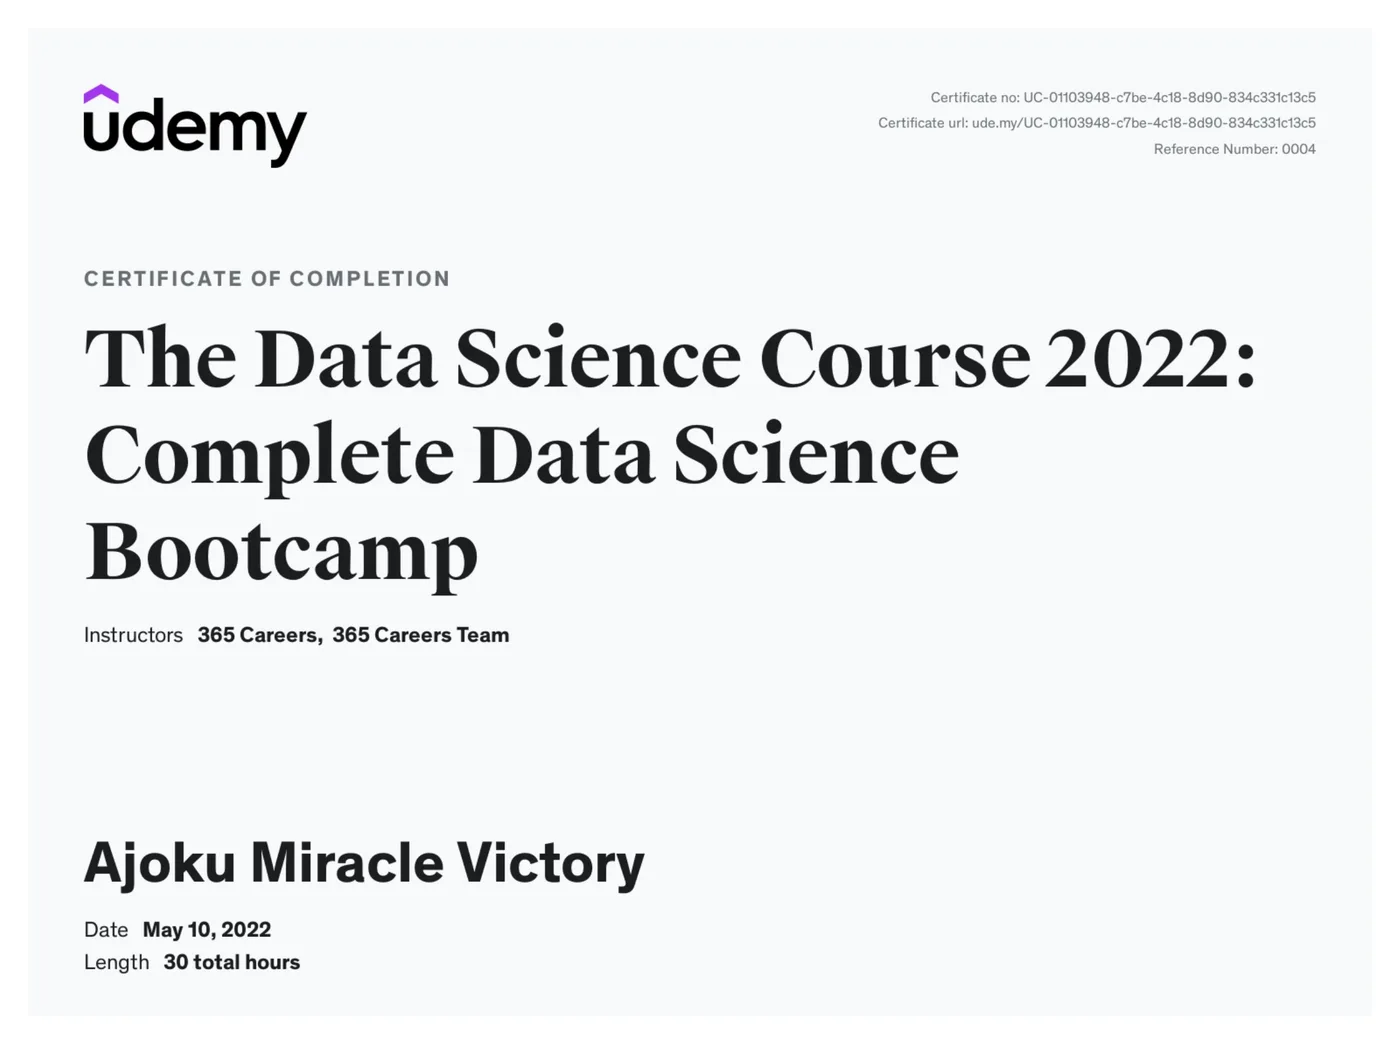 udemy
Certificate no: UC-01103948-c7be-4c18-8d90-834c331c13c5
Certificate url: ude.my/UC-01103948-c7be-4c18-8d90-834c331c13c5
Reference Number: 0004
CERTIFICATE OF COMPLETION
The Data Science Course 2022:
Complete Data Science
Bootcamp
Instructors 365 Careers, 365 Careers Team
Ajoku Miracle Victory
Date May 10, 2022
Length 30 total hours